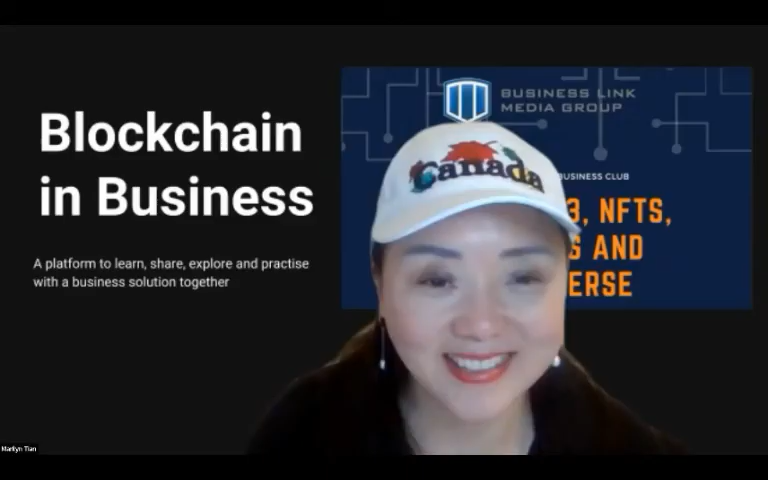 Blockchain
in Business
A platform to learn, share, explore and practise
with a business solution together
BUSINESS LINK
MEDIA GROUP
BUSINESS CLUB
Canada
3, NFTS,
S AND
ERSE
Marilyn Tian